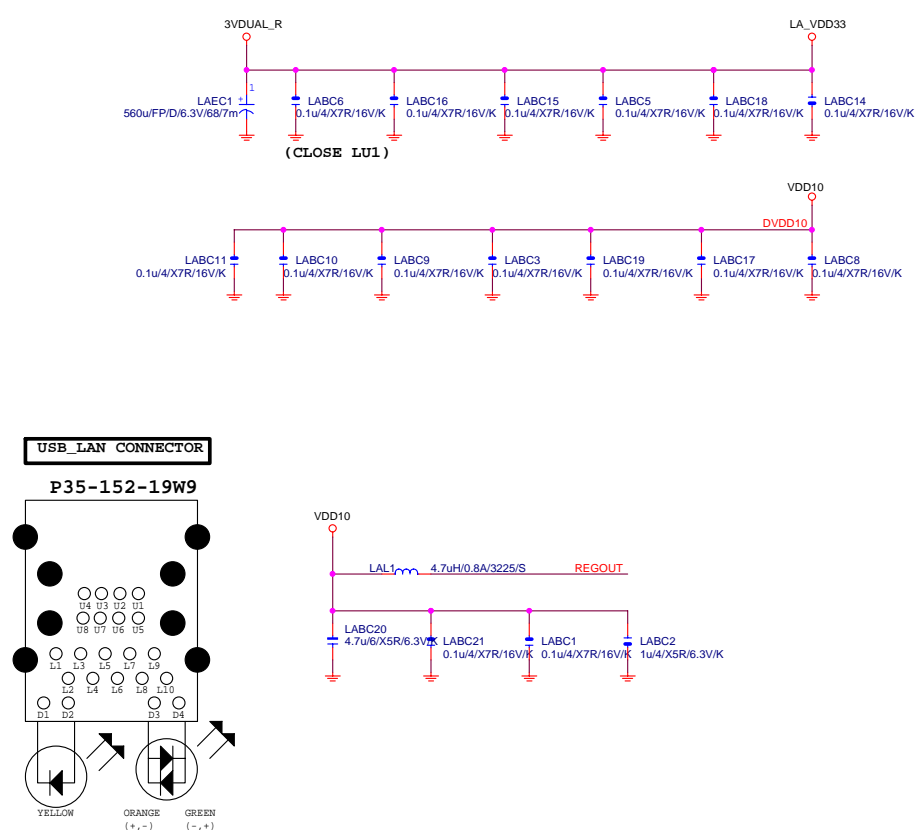 3VDUAL_R
LA_VDD33
1
+
LAEC1
560u/FP/D/6.3V/68/7m
LABC6
0.1u/4/X7R/16V/K
LABC16
0.1u/4/X7R/16V/K
LABC15
0.1u/4/X7R/16V/K
LABC5
0.1u/4/X7R/16V/K
LABC18
0.1u/4/X7R/16V/K
LABC14
0.1u/4/X7R/16V/K
(CLOSE LU1)
VDD10
DVDD10
LABC11
0.1u/4/X7R/16V/K
LABC10
0.1u/4/X7R/16V/K
LABC9
0.1u/4/X7R/16V/K
LABC3
0.1u/4/X7R/16V/K
LABC19
0.1u/4/X7R/16V/K
LABC17
0.1u/4/X7R/16V/K
LABC8
0.1u/4/X7R/16V/K
USB_LAN CONNECTOR
P35-152-19W9
U4 U3 U2 U1
U8 U7 U6 U5
L1 L3 L5 L7 L9
L2 L4 L6 L8 L10
D1 D2 D3 D4
YELLOW
ORANGE
(+,-)
GREEN
(-,+)
VDD10
LAL1
4.7uH/0.8A/3225/S
REGOUT
LABC20
4.7u/6/X5R/6.3V/K
LABC21
0.1u/4/X7R/16V/K
LABC1
0.1u/4/X7R/16V/K
LABC2
1u/4/X5R/6.3V/K